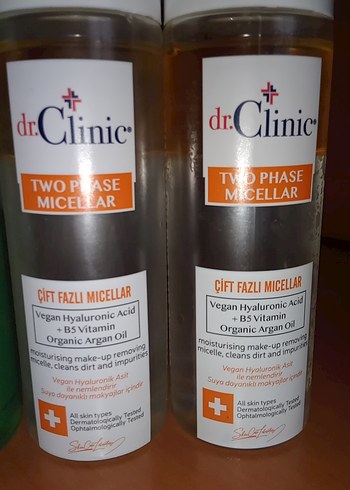 dr.Clinic®
TWO PHASE
MICELLAR
ÇİFT FAZLI MICELLAR
Vegan Hyaluronic Acid
+ B5 Vitamin
Organic Argan Oil
moisturising make-up removing
micelle, cleans dirt and impurities
Vegan Hyaluronik Asit
ile nemlendirir.
Suya dayanıklı makyajlar içindir.
All skin types
Dermatologically Tested
Ophtalmologically Tested
dr.Clinic®
TWO PHASE
MICELLAR
ÇİFT FAZLI MICELLAR
Vegan Hyaluronic Acid
+ B5 Vitamin
Organic Argan Oil
moisturising make-up removing
micelle, cleans dirt and impurities
Vegan Hyaluronik Asit
ile nemlendirir.
Suya dayanıklı makyajlar içindir.
All skin types
Dermatologically Tested
Ophtalmologically Tested